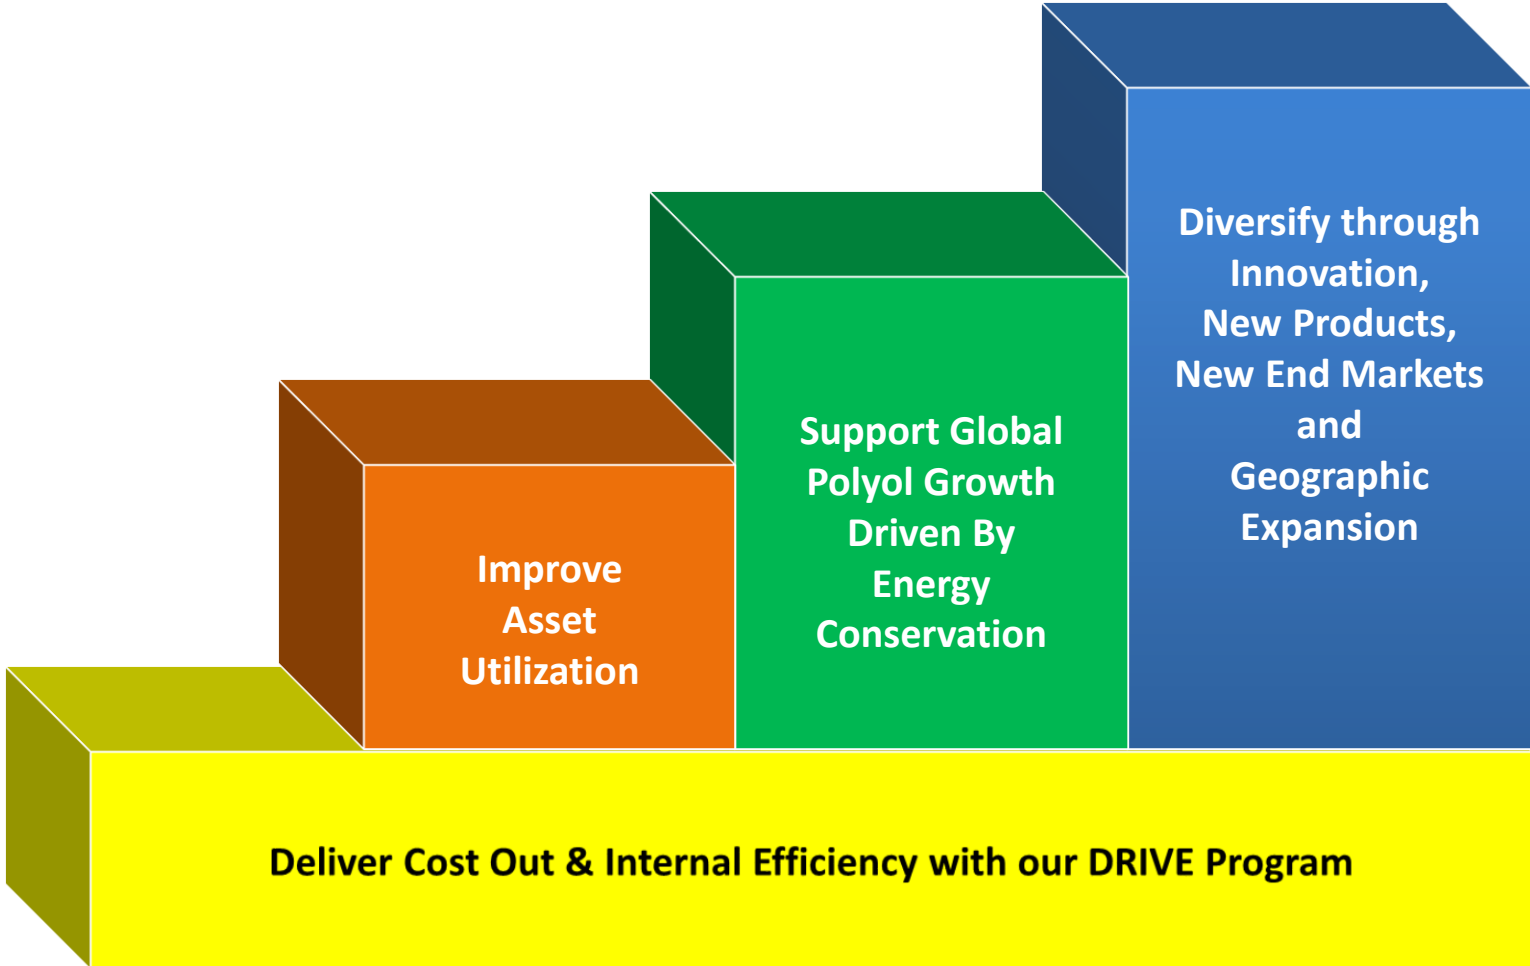 Improve
Asset
Utilization
Support Global
Polyol Growth
Driven By
Energy
Conservation
Diversify through
Innovation,
New Products,
New End Markets
and
Geographic
Expansion
Deliver Cost Out & Internal Efficiency with our DRIVE Program